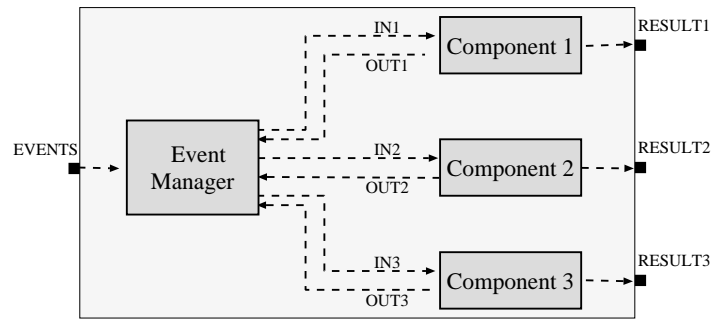 IN1
Component 1
RESULT1
OUT1
EVENTS
Event
Manager
IN2
Component 2
RESULT2
OUT2
IN3
Component 3
RESULT3
OUT3